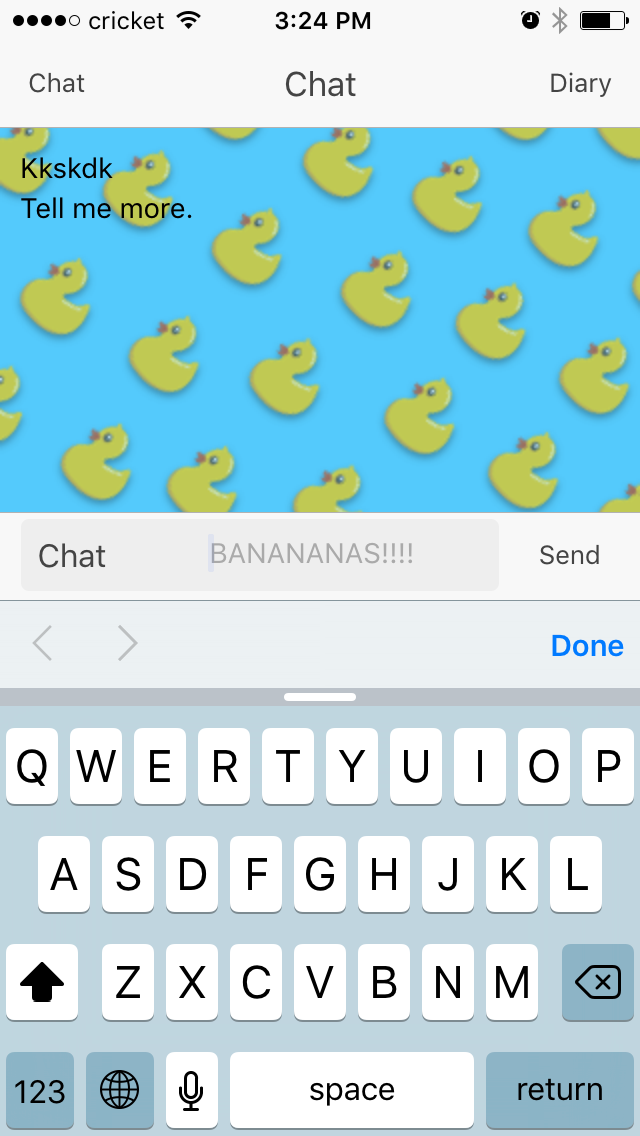 cricket 3:24 PM
Chat Chat Diary
Kkskdk
Tell me more.
Chat BANANANAS!!!! Send
Done
Q W E R T Y U I O P
A S D F G H J K L
Z X C V B N M
123 space return